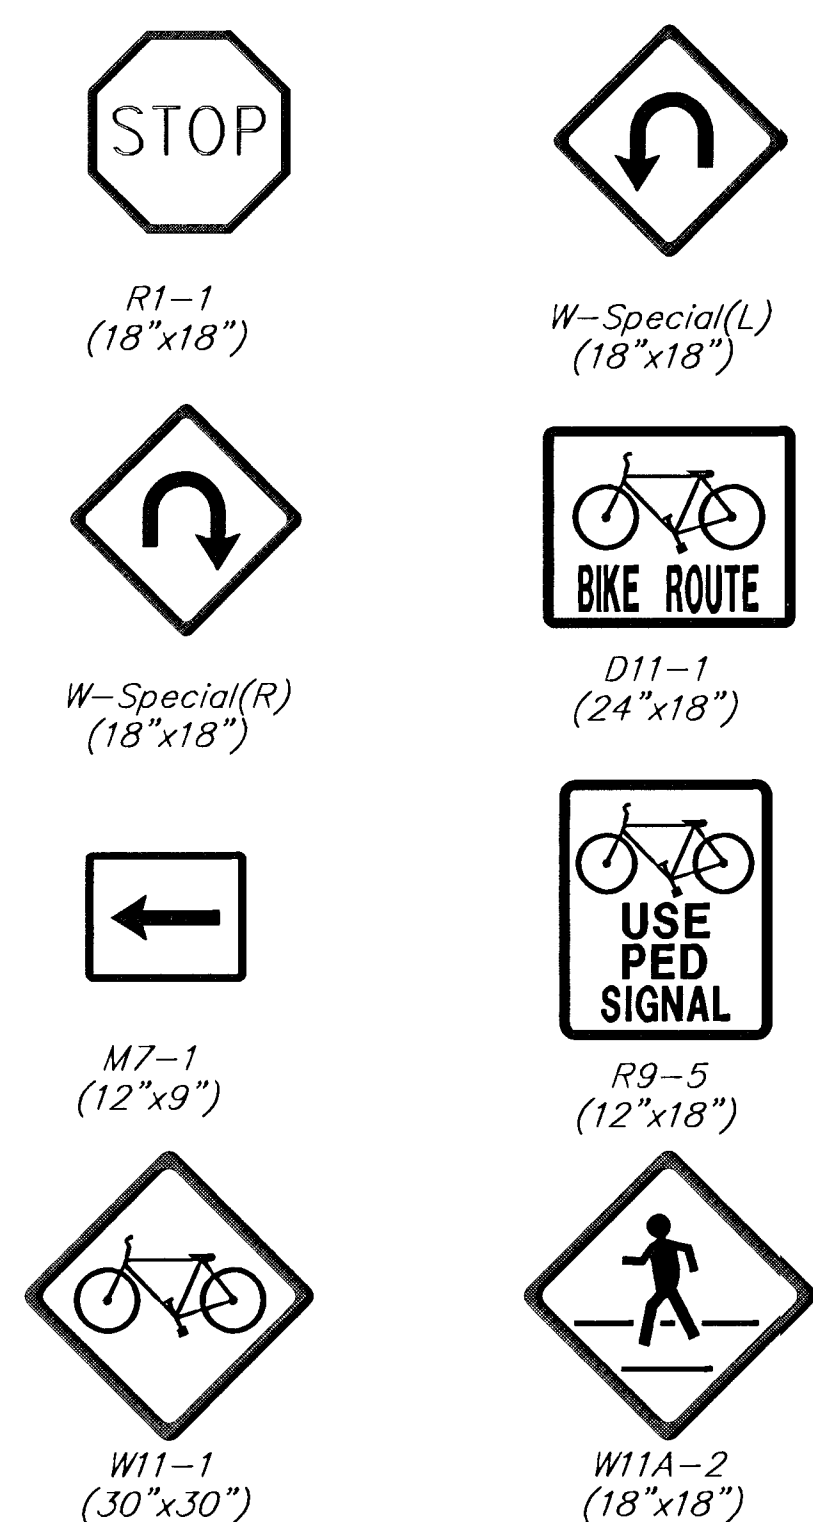 STOP
R1-1
(18"x18")
W-Special(L)
(18"x18")
W-Special(R)
(18"x18")
BIKE ROUTE
D11-1
(24"x18")
M7-1
(12"x9")
USE
PED
SIGNAL
R9-5
(12"x18")
W11-1
(30"x30")
W11A-2
(18"x18")